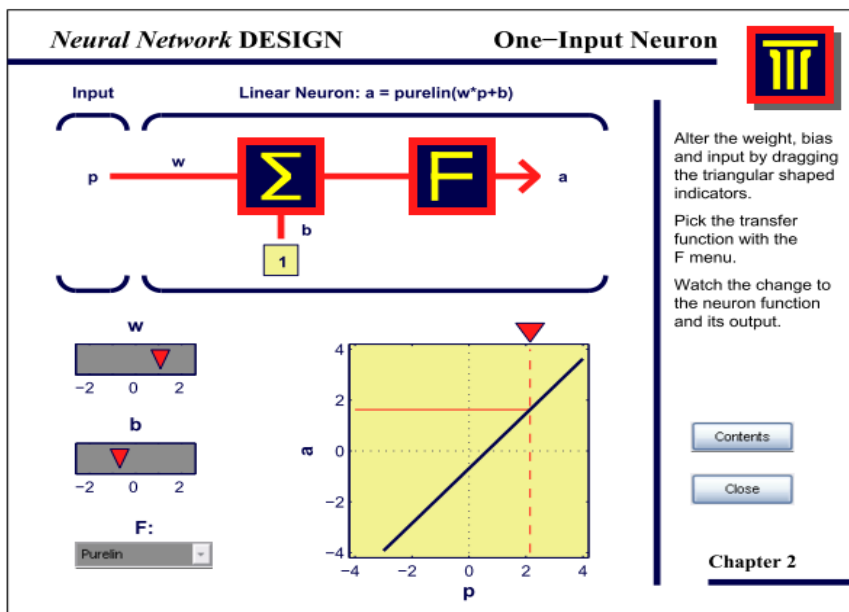 Neural Network DESIGN
One−Input Neuron
Input
Linear Neuron: a = purelin(w*p+b)
p
w
Σ
F
a
b
1
Alter the weight, bias
and input by dragging
the triangular shaped
indicators.
Pick the transfer
function with the
F menu.
Watch the change to
the neuron function
and its output.
w
−2 0 2
b
−2 0 2
F:
Purelin
4
2
0
−2
−4
a
−4 −2 0 2 4
p
Contents
Close
Chapter 2